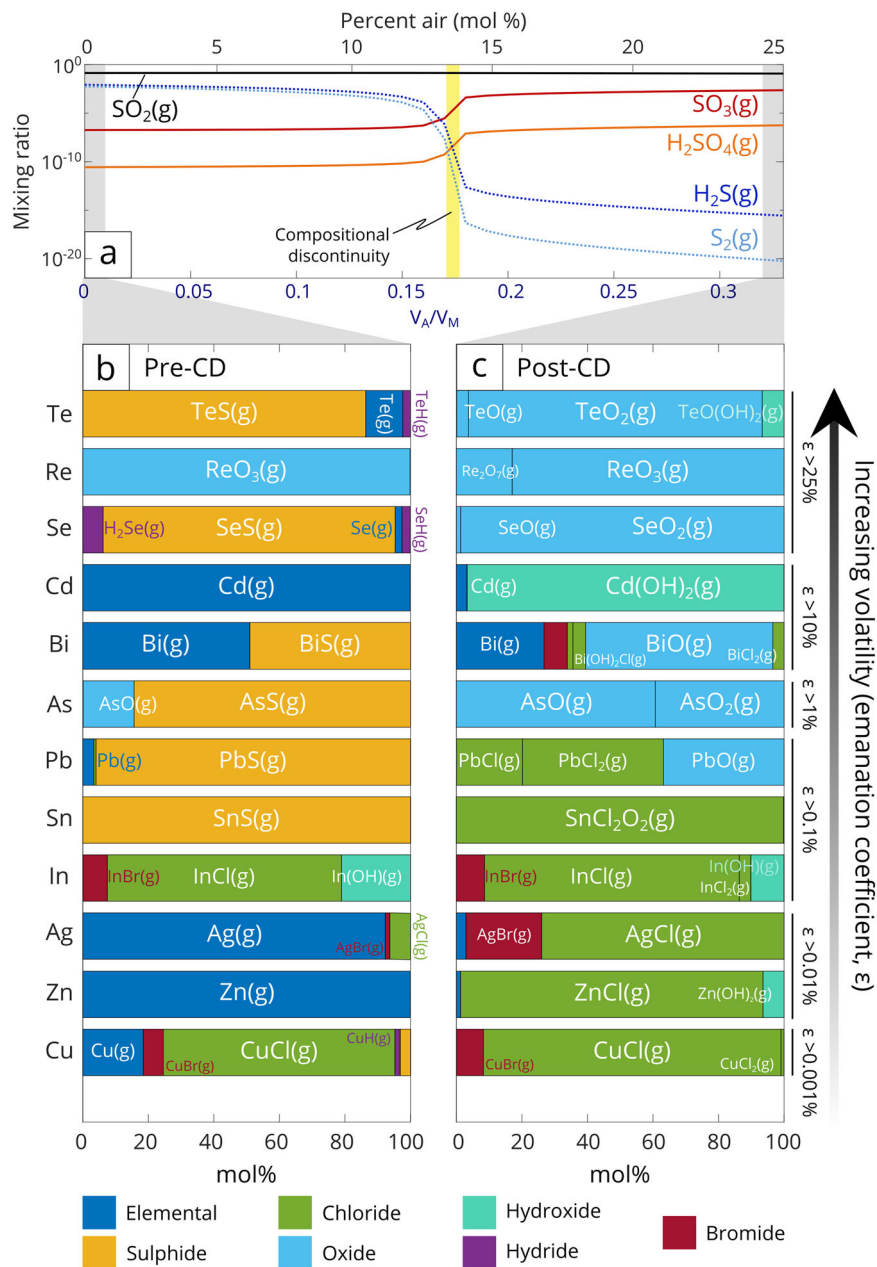 Percent air (mol %)
0 5 10 15 20 25
10⁰
10⁻¹⁰
10⁻²⁰
Mixing ratio
SO₂(g)
SO₃(g)
H₂SO₄(g)
H₂S(g)
S₂(g)
Compositional
discontinuity
a
0 0.05 0.1 0.15 0.2 0.25 0.3
V_A/V_M
b Pre-CD
c Post-CD
Te
TeS(g) Te(g) TeH(g)
TeO(g) TeO₂(g) TeO(OH)₂(g)
Re
ReO₃(g)
Re₂O₇(g) ReO₃(g)
Se
H₂Se(g) SeS(g) Se(g) SeH(g)
SeO(g) SeO₂(g)
Cd
Cd(g)
Cd(g) Cd(OH)₂(g)
Bi
Bi(g) BiS(g)
Bi(g) Bi(OH)₂Cl(g) BiO(g) BiCl₂(g)
As
AsO(g) AsS(g)
AsO(g) AsO₂(g)
Pb
Pb(g) PbS(g)
PbCl(g) PbCl₂(g) PbO(g)
Sn
SnS(g)
SnCl₂O₂(g)
In
InBr(g) InCl(g) In(OH)(g)
InBr(g) InCl(g) InCl₂(g) In(OH)(g)
Ag
Ag(g) AgBr(g) AgCl(g)
AgBr(g) AgCl(g)
Zn
Zn(g)
ZnCl(g) Zn(OH)₂(g)
Cu
Cu(g) CuBr(g) CuCl(g) CuH(g)
CuBr(g) CuCl(g) CuCl₂(g)
ε >25%
ε >10%
ε >1%
ε >0.1%
ε >0.01%
ε >0.001%
Increasing volatility (emanation coefficient, ε)
0 20 40 60 80 100
mol%
0 20 40 60 80 100
mol%
Elemental
Sulphide
Chloride
Oxide
Hydroxide
Hydride
Bromide